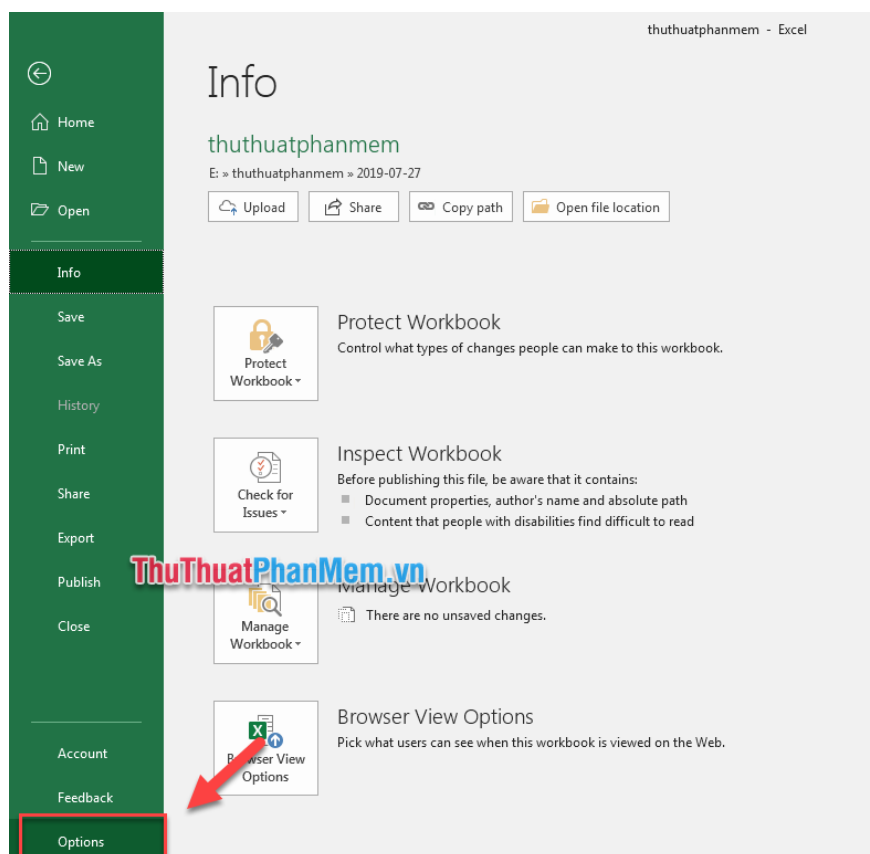 thuthuatphanmem - Excel
Info
Home
New
Open
Info
Save
Save As
History
Print
Share
Export
Publish
Close
Account
Feedback
Options
thuthuatphanmem
E: » thuthuatphanmem » 2019-07-27
Upload
Share
Copy path
Open file location
Protect
Workbook
Protect Workbook
Control what types of changes people can make to this workbook.
Check for
Issues
Inspect Workbook
Before publishing this file, be aware that it contains:
Document properties, author's name and absolute path
Content that people with disabilities find difficult to read
ThuThuatPhanMem.vn
Manage
Workbook
Manage Workbook
There are no unsaved changes.
Browser View
Options
Browser View Options
Pick what users can see when this workbook is viewed on the Web.